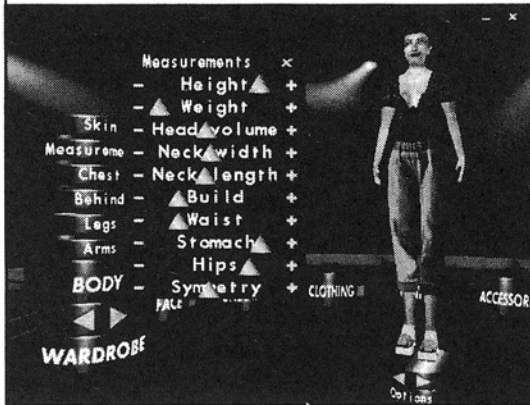 Measurements ×
- Height +
- Weight +
Skin
- Head volume +
Measureme
- Neck width +
Chest
- Neck length +
Behind
- Build +
Legs
- Waist +
Arms
- Stomach +
- Hips +
BODY
- Symmetry +
FACE
CLOTHING
ACCESSOR
WARDROBE
Options